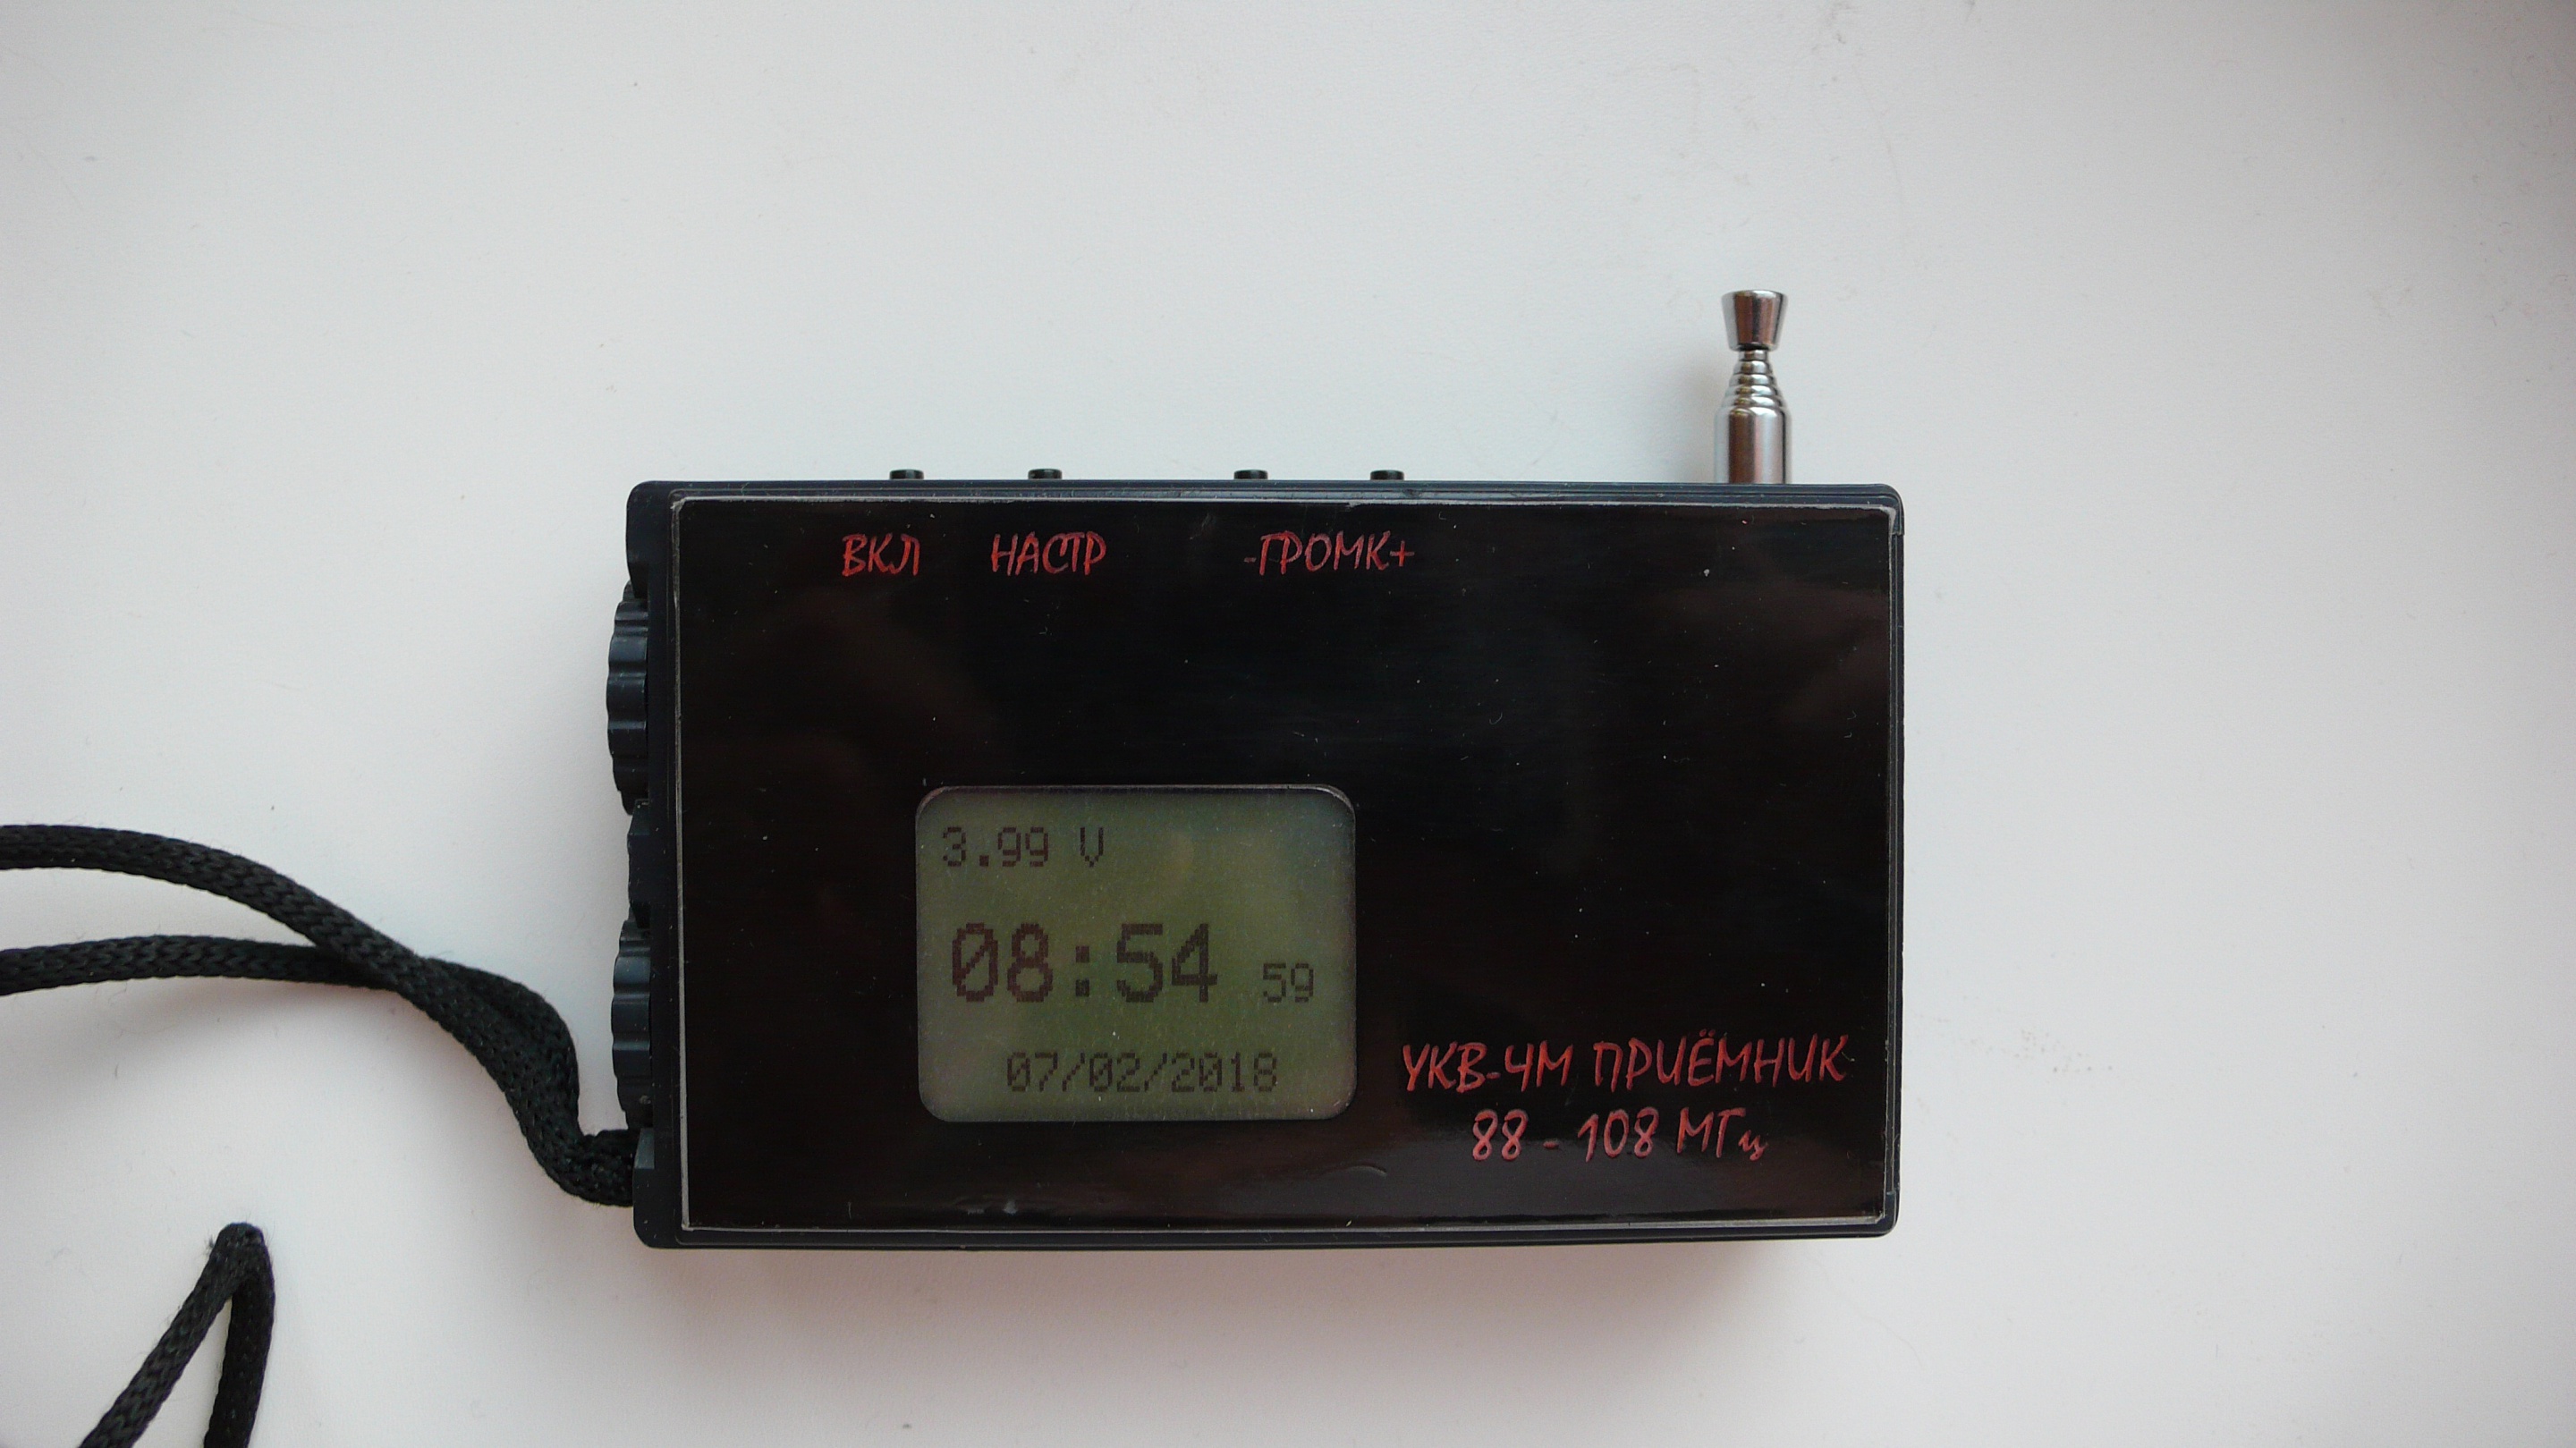 ВКЛ НАСТР -ГРОМК+
3.99 V
08:54 59
07/02/2018
УКВ-ЧМ ПРИЁМНИК
88 - 108 МГц